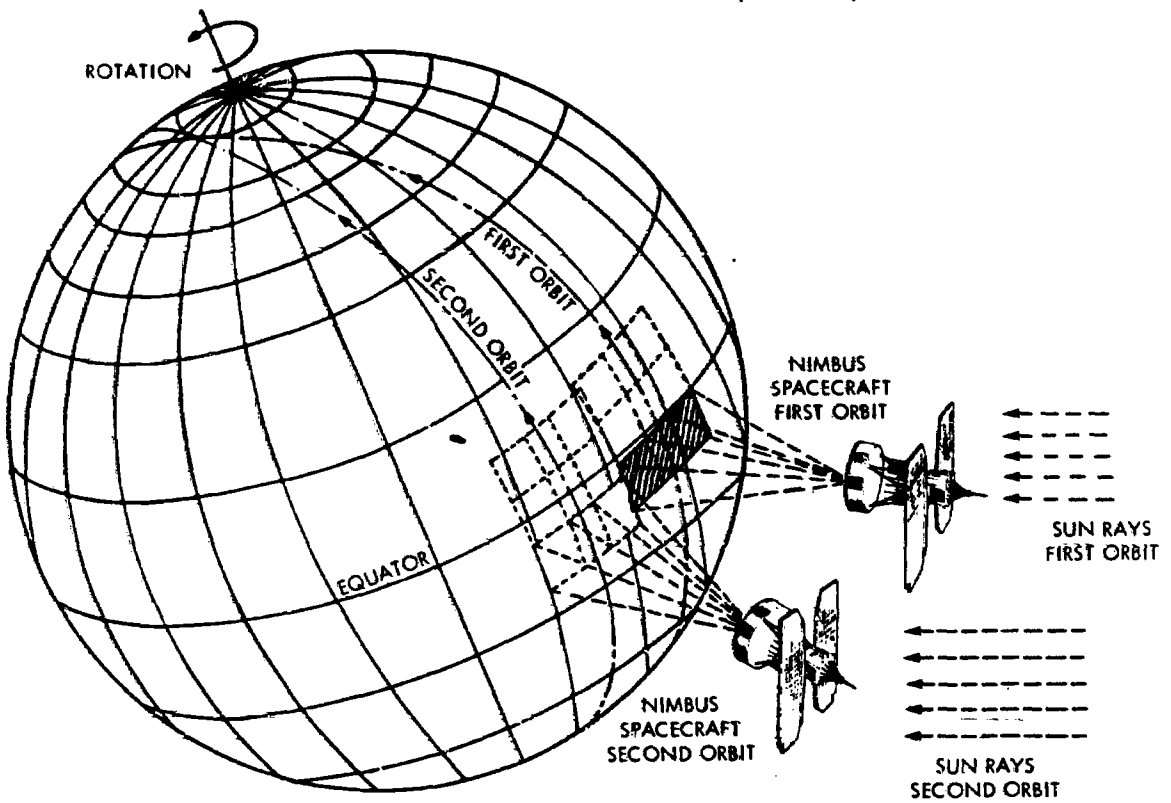 ROTATION
FIRST ORBIT
SECOND ORBIT
NIMBUS
SPACECRAFT
FIRST ORBIT
SUN RAYS
FIRST ORBIT
EQUATOR
NIMBUS
SPACECRAFT
SECOND ORBIT
SUN RAYS
SECOND ORBIT